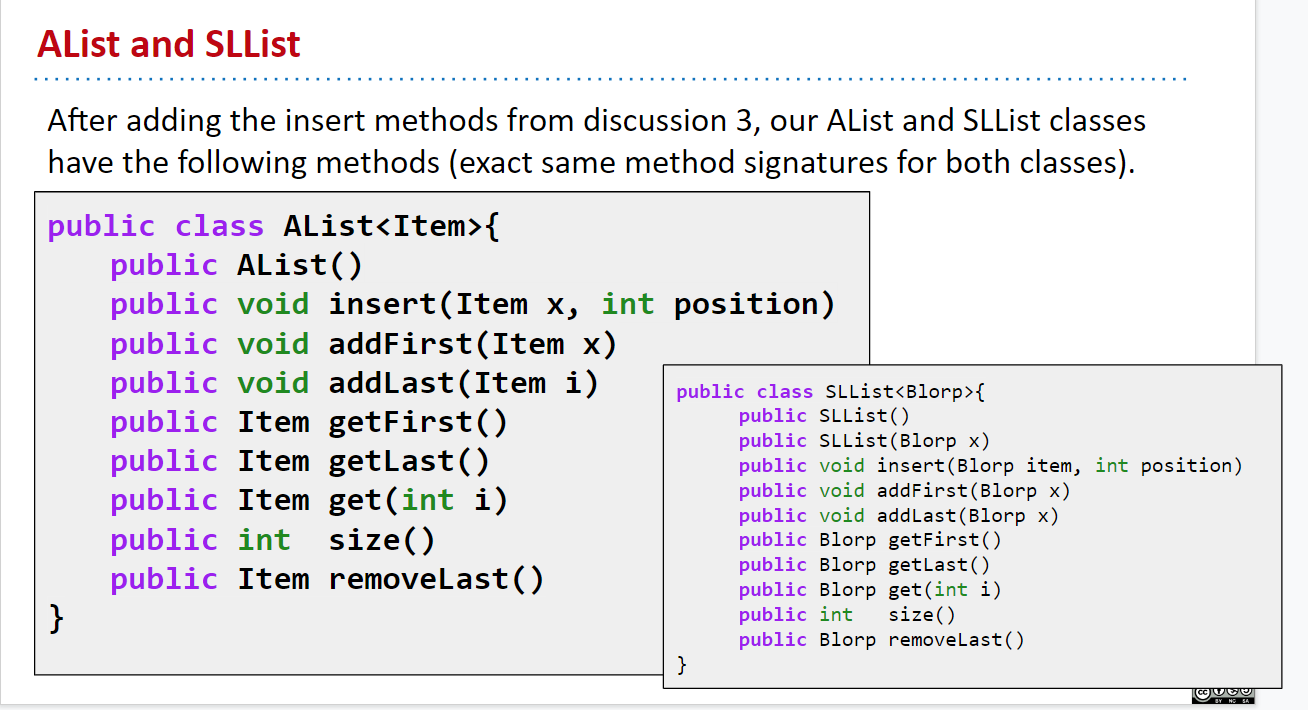 AList and SLList
After adding the insert methods from discussion 3, our AList and SLList classes
have the following methods (exact same method signatures for both classes).
public class AList<Item>{
public AList()
public void insert(Item x, int position)
public void addFirst(Item x)
public void addLast(Item i)
public Item getFirst()
public Item getLast()
public Item get(int i)
public int  size()
public Item removeLast()
}
public class SLList<Blorp>{
public SLList()
public SLList(Blorp x)
public void insert(Blorp item, int position)
public void addFirst(Blorp x)
public void addLast(Blorp x)
public Blorp getFirst()
public Blorp getLast()
public Blorp get(int i)
public int   size()
public Blorp removeLast()
}
cc
BY NC SA